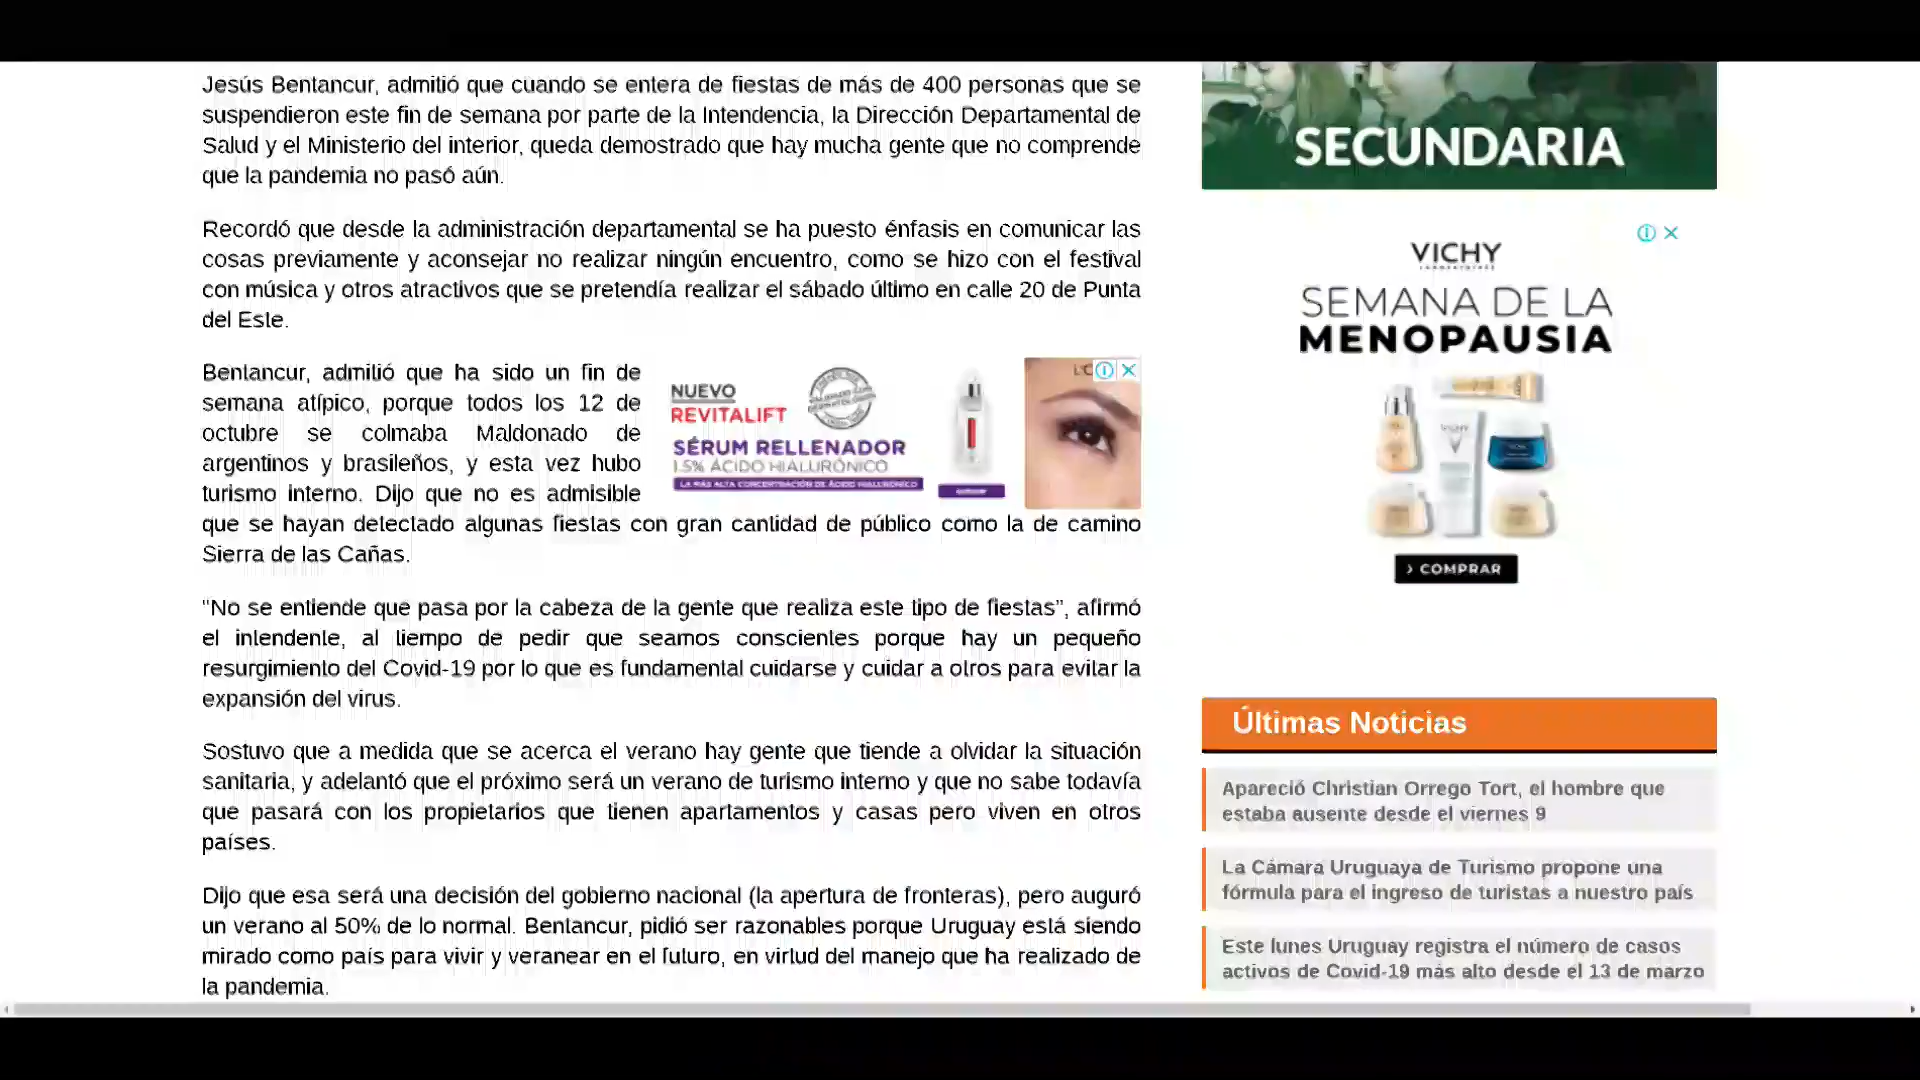 Jesús Bentancur, admitió que cuando se entera de fiestas de más de 400 personas que se
suspendieron este fin de semana por parte de la Intendencia, la Dirección Departamental de
Salud y el Ministerio del interior, queda demostrado que hay mucha gente que no comprende
que la pandemia no pasó aún.
Recordó que desde la administración departamental se ha puesto énfasis en comunicar las
cosas previamente y aconsejar no realizar ningún encuentro, como se hizo con el festival
con música y otros atractivos que se pretendía realizar el sábado último en calle 20 de Punta
del Este.
Bentancur, admitió que ha sido un fin de
semana atípico, porque todos los 12 de
octubre se colmaba Maldonado de
argentinos y brasileños, y esta vez hubo
turismo interno. Dijo que no es admisible
que se hayan detectado algunas fiestas con gran cantidad de público como la de camino
Sierra de las Cañas.
"No se entiende que pasa por la cabeza de la gente que realiza este tipo de fiestas”, afirmó
el intendente, al tiempo de pedir que seamos conscientes porque hay un pequeño
resurgimiento del Covid-19 por lo que es fundamental cuidarse y cuidar a otros para evitar la
expansión del virus.
Sostuvo que a medida que se acerca el verano hay gente que tiende a olvidar la situación
sanitaria, y adelantó que el próximo será un verano de turismo interno y que no sabe todavía
que pasará con los propietarios que tienen apartamentos y casas pero viven en otros
países.
Dijo que esa será una decisión del gobierno nacional (la apertura de fronteras), pero auguró
un verano al 50% de lo normal. Bentancur, pidió ser razonables porque Uruguay está siendo
mirado como país para vivir y veranear en el futuro, en virtud del manejo que ha realizado de
la pandemia.
NUEVO
REVITALIFT
SÉRUM RELLENADOR
1.5% ÁCIDO HIALURÓNICO
LA MÁS ALTA CONCENTRACIÓN DE ÁCIDO HIALURÓNICO
L'O
SECUNDARIA
VICHY
LABORATOIRES
SEMANA DE LA
MENOPAUSIA
VICHY
› COMPRAR
Últimas Noticias
Apareció Christian Orrego Tort, el hombre que
estaba ausente desde el viernes 9
La Cámara Uruguaya de Turismo propone una
fórmula para el ingreso de turistas a nuestro país
Este lunes Uruguay registra el número de casos
activos de Covid-19 más alto desde el 13 de marzo